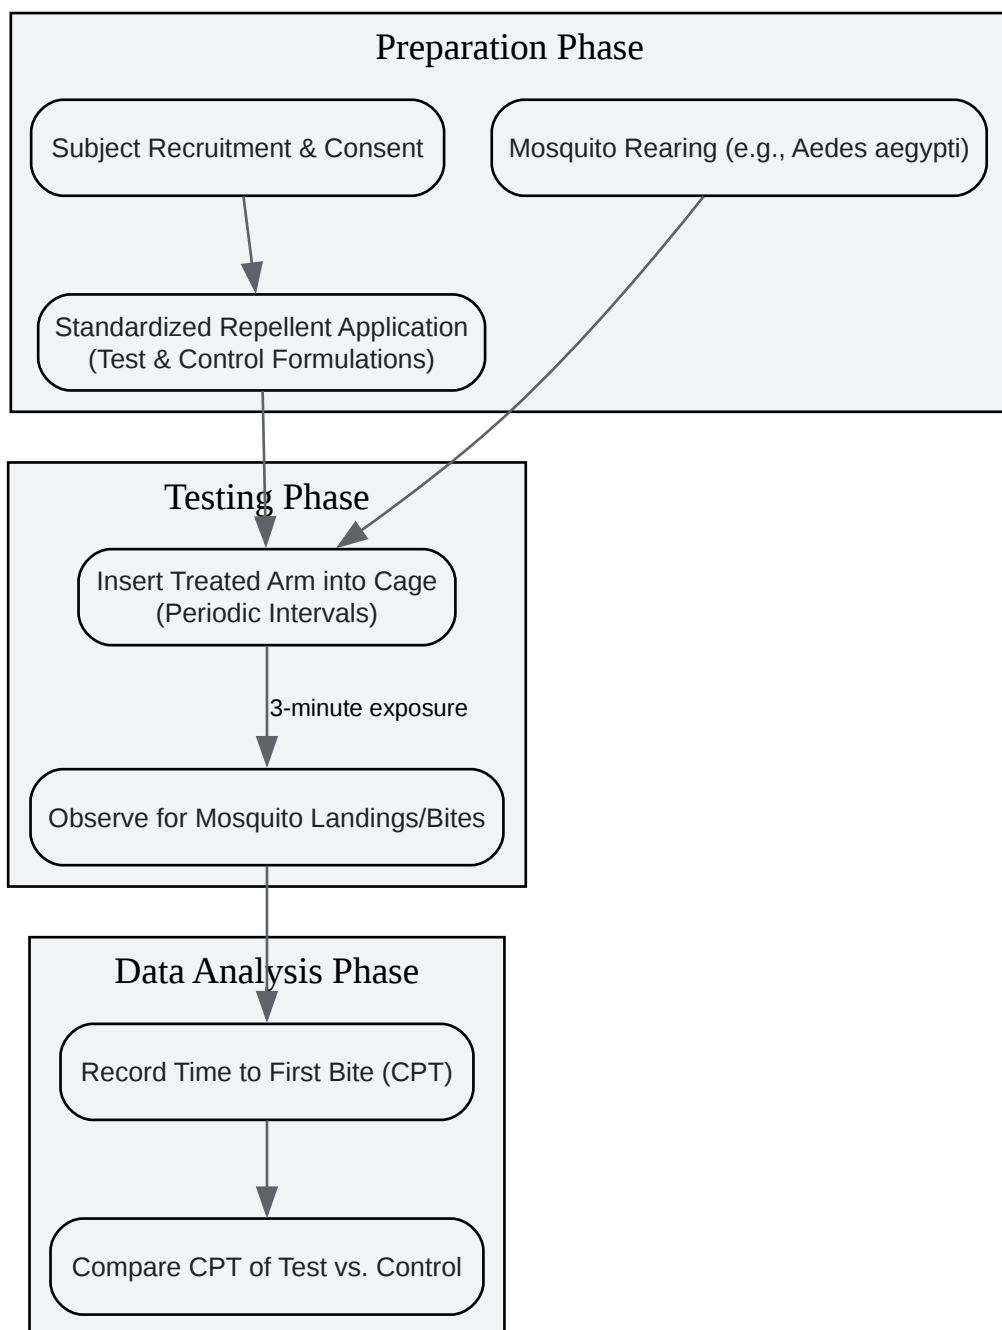 Preparation Phase
Subject Recruitment & Consent
Mosquito Rearing (e.g., Aedes aegypti)
Standardized Repellent Application
(Test & Control Formulations)
Testing Phase
Insert Treated Arm into Cage
(Periodic Intervals)
3-minute exposure
Observe for Mosquito Landings/Bites
Data Analysis Phase
Record Time to First Bite (CPT)
Compare CPT of Test vs. Control